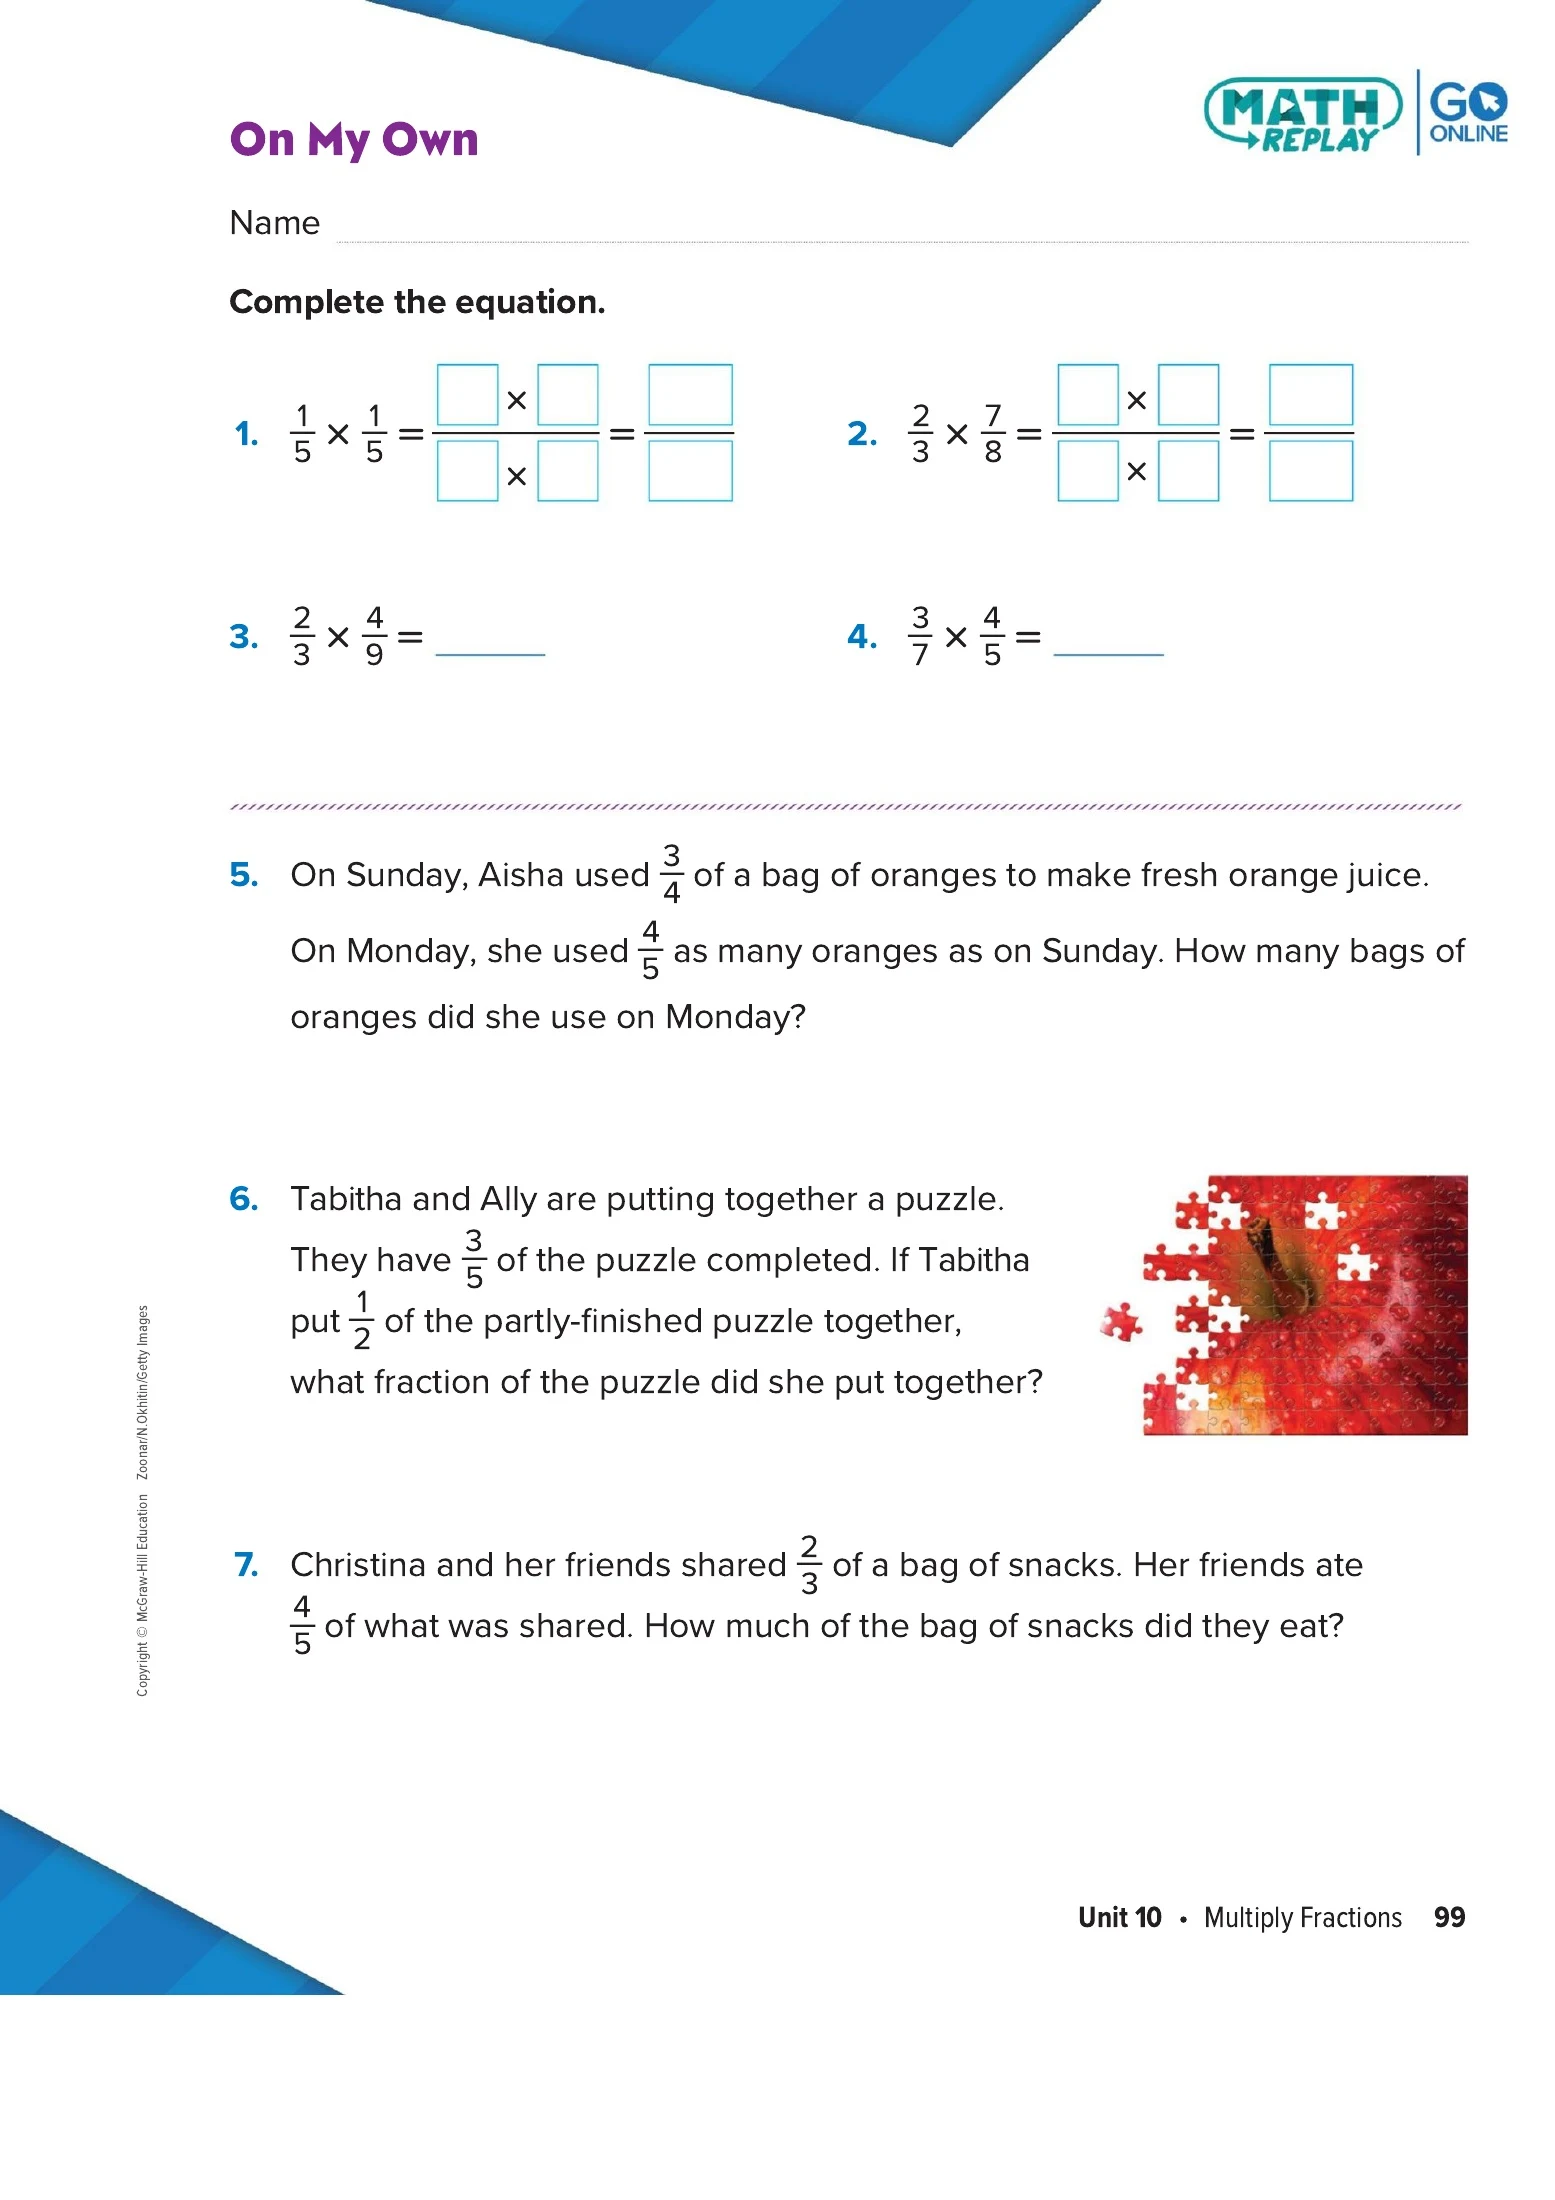 MATH REPLAY
GO ONLINE
On My Own
Name
Complete the equation.
1. 1/5 × 1/5 = □ × □ / □ × □ = □/□
2. 2/3 × 7/8 = □ × □ / □ × □ = □/□
3. 2/3 × 4/9 = ______
4. 3/7 × 4/5 = ______
5. On Sunday, Aisha used 3/4 of a bag of oranges to make fresh orange juice.
On Monday, she used 4/5 as many oranges as on Sunday. How many bags of
oranges did she use on Monday?
6. Tabitha and Ally are putting together a puzzle.
They have 3/5 of the puzzle completed. If Tabitha
put 1/2 of the partly-finished puzzle together,
what fraction of the puzzle did she put together?
7. Christina and her friends shared 2/3 of a bag of snacks. Her friends ate
4/5 of what was shared. How much of the bag of snacks did they eat?
Copyright © McGraw-Hill Education Zoonar/N.Okhitin/Getty Images
Unit 10 • Multiply Fractions 99